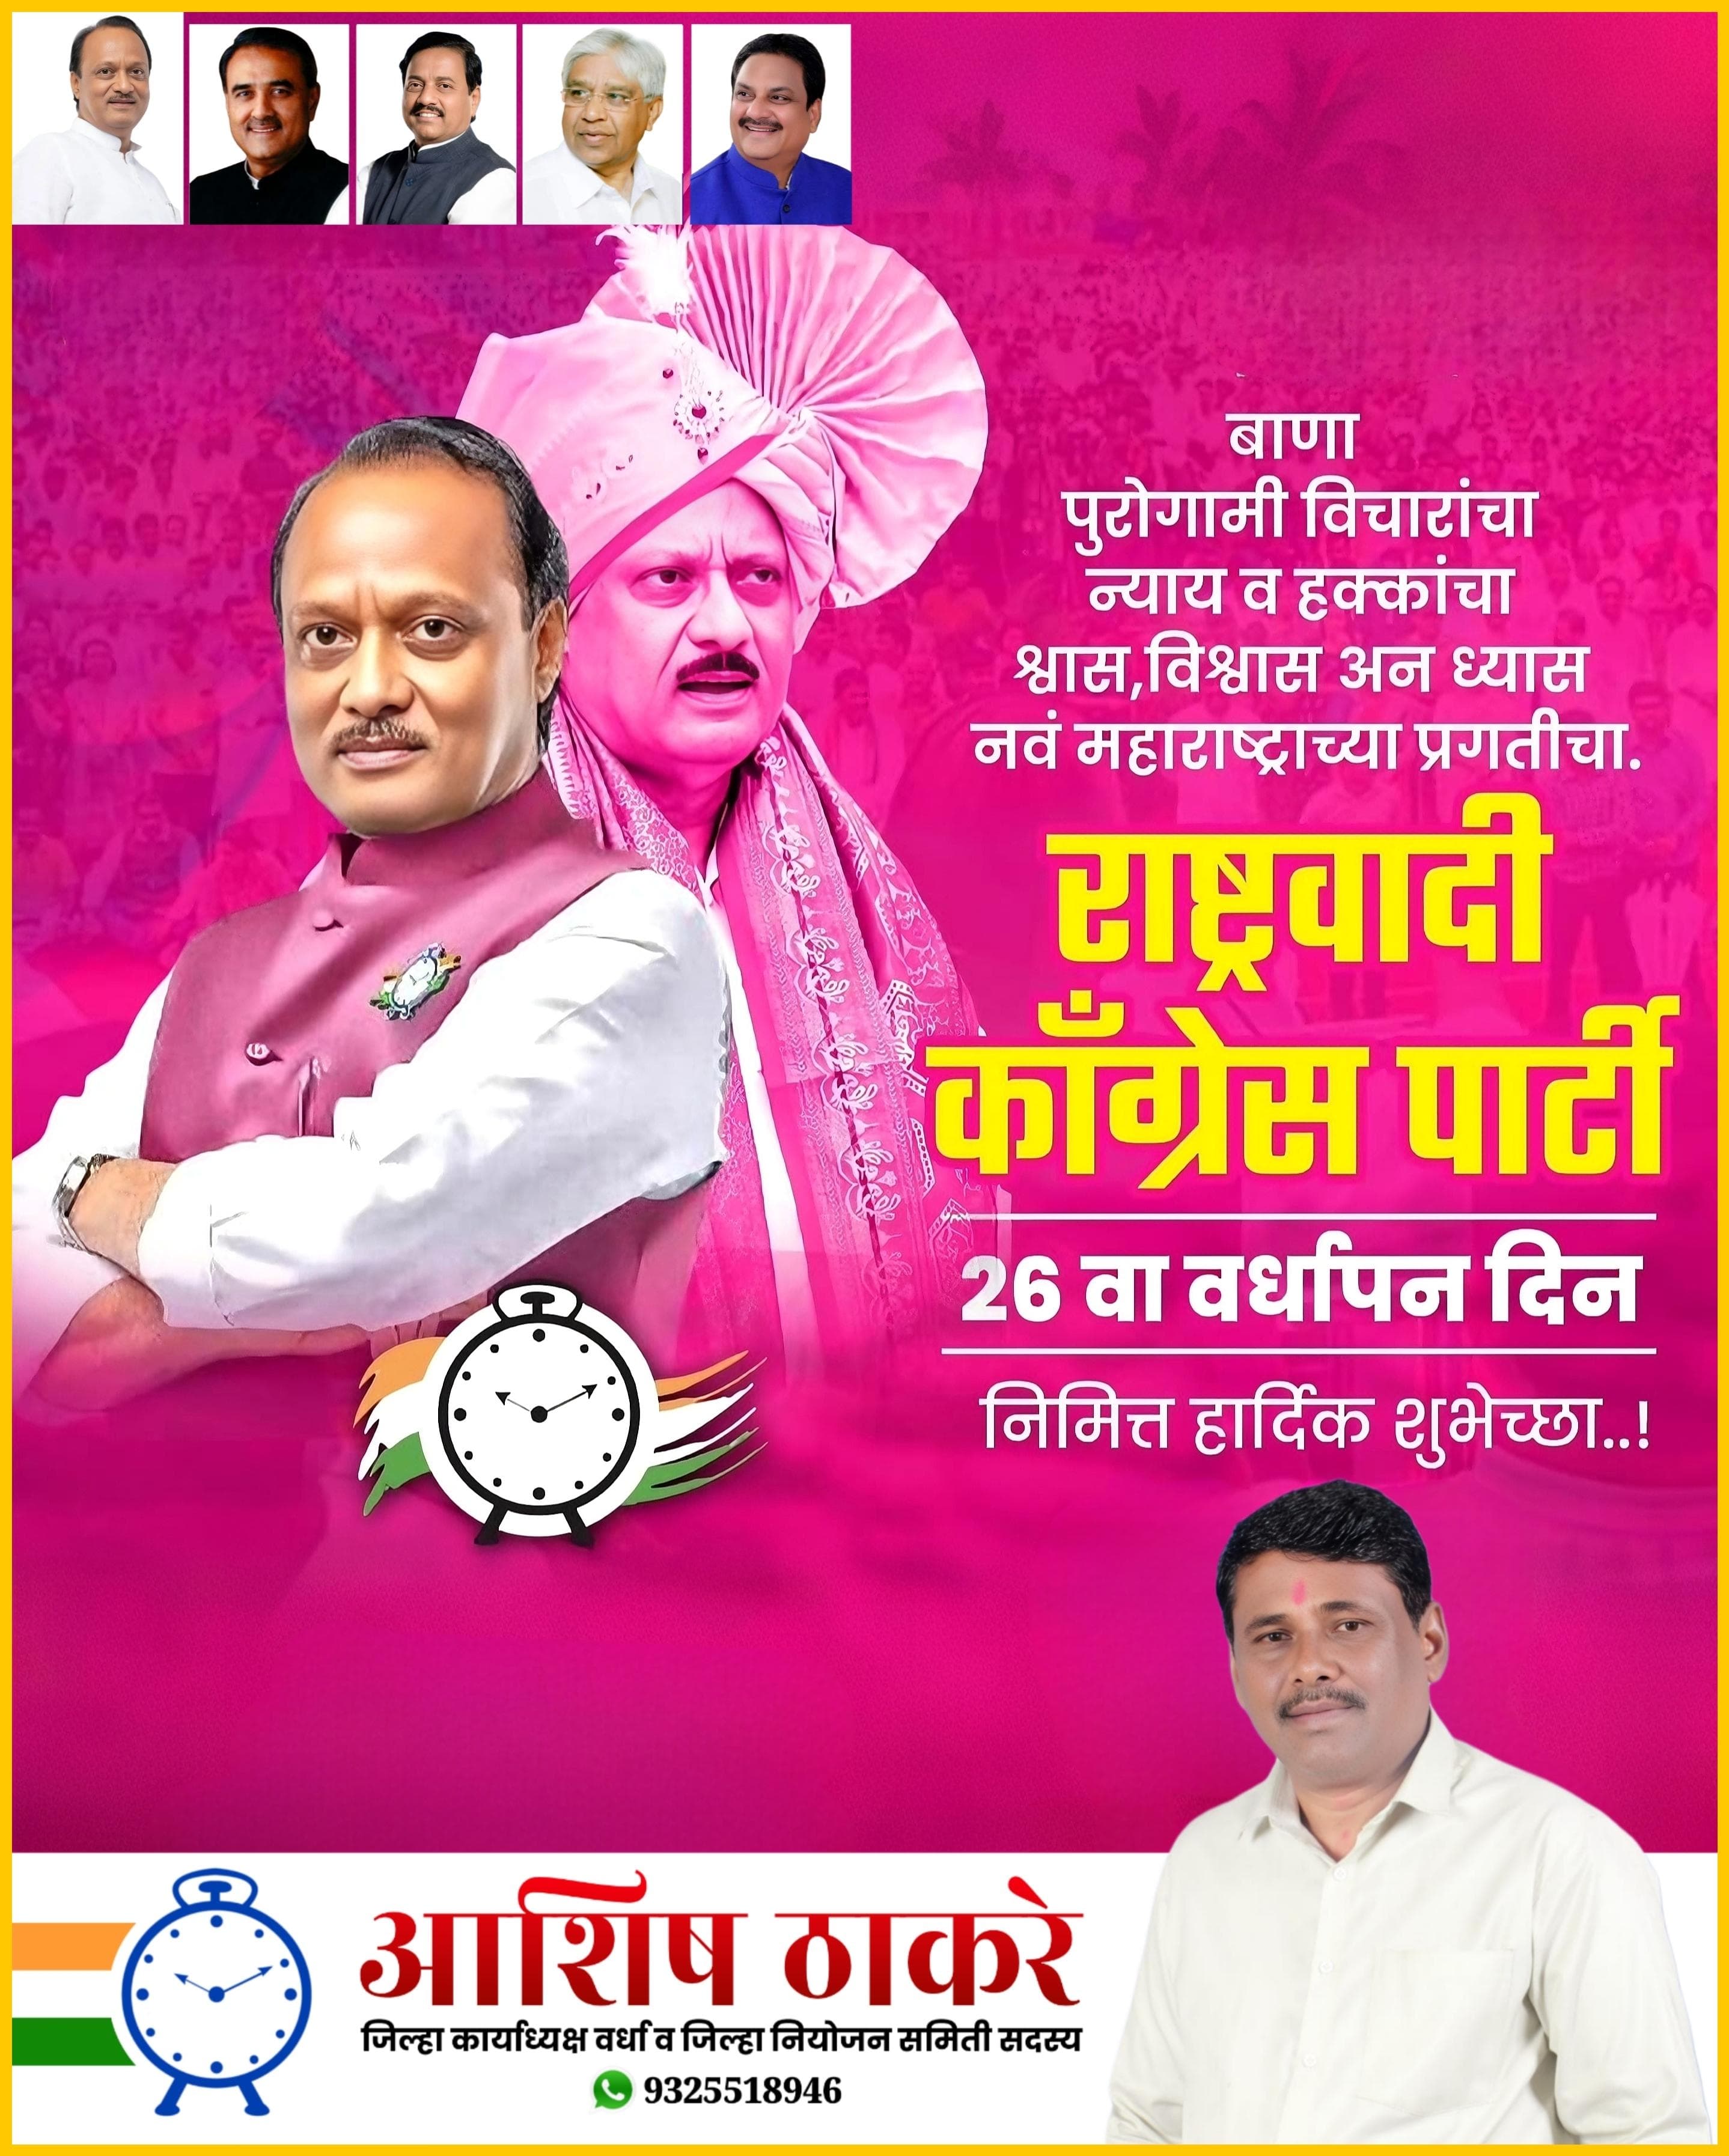 बाणा
पुरोगामी विचारांचा
न्याय व हक्कांचा
श्वास,विश्वास अन ध्यास
नवं महाराष्ट्राच्या प्रगतीचा.
राष्ट्रवादी
काँग्रेस पार्टी
26 वा वर्धापन दिन
निमित्त हार्दिक शुभेच्छा..!
आशिष ठाकरे
जिल्हा कार्याध्यक्ष वर्धा व जिल्हा नियोजन समिती सदस्य
9325518946